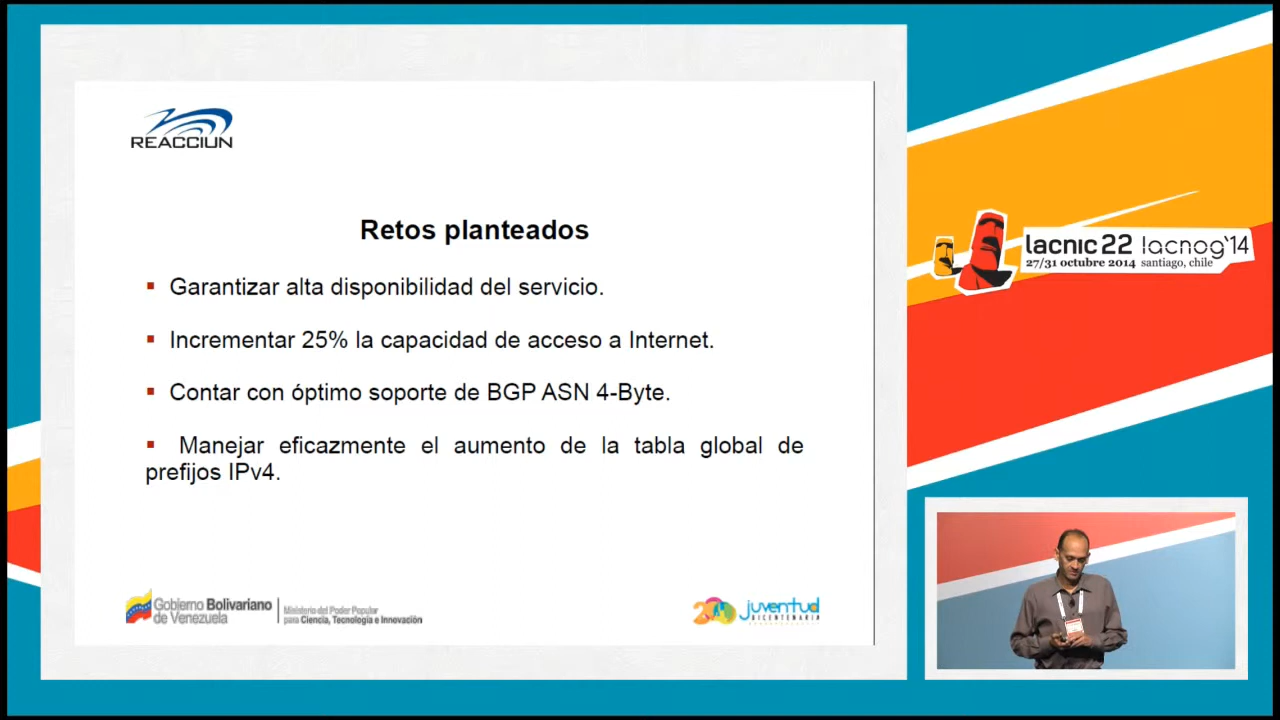 REACCIUN
Retos planteados
▪ Garantizar alta disponibilidad del servicio.
▪ Incrementar 25% la capacidad de acceso a Internet.
▪ Contar con óptimo soporte de BGP ASN 4-Byte.
▪ Manejar eficazmente el aumento de la tabla global de
prefijos IPv4.
Gobierno Bolivariano
de Venezuela
Ministerio del Poder Popular
para Ciencia, Tecnología e Innovación
200 juventud
BICENTENARIA
lacnic 22 lacnog'14
27/31 octubre 2014 santiago, chile